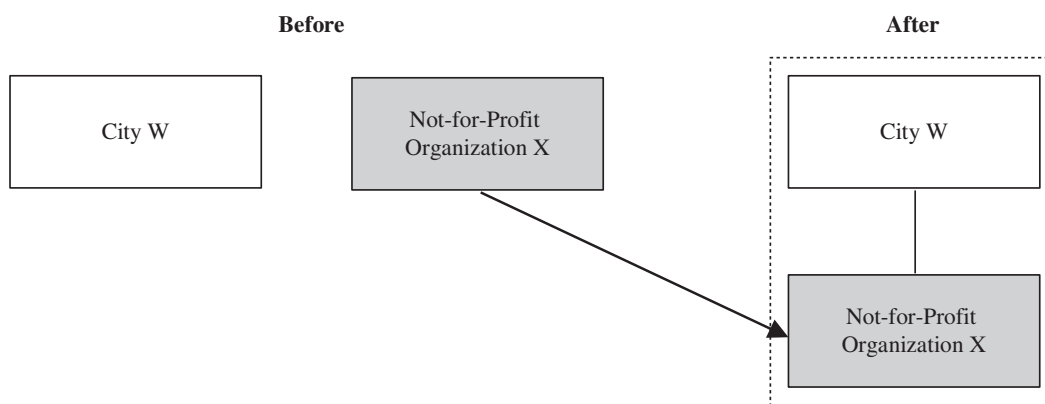 Before
After
City W
Not-for-Profit
Organization X
City W
Not-for-Profit
Organization X